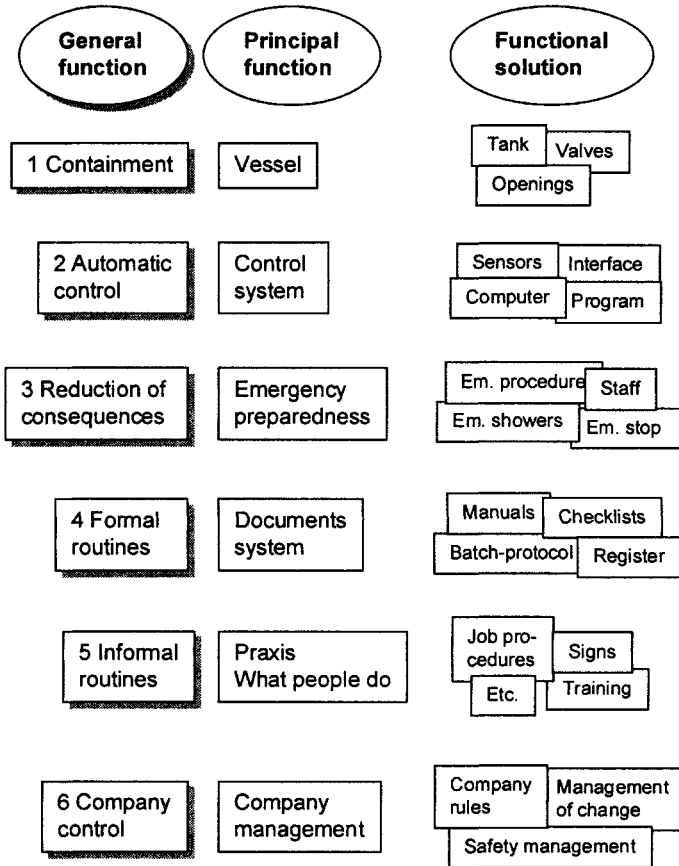 General
function
Principal
function
Functional
solution
1 Containment
Vessel
Tank
Valves
Openings
2 Automatic
control
Control
system
Sensors
Interface
Computer
Program
3 Reduction of
consequences
Emergency
preparedness
Em. procedure
Staff
Em. showers
Em. stop
4 Formal
routines
Documents
system
Manuals
Checklists
Batch-protocol
Register
5 Informal
routines
Praxis
What people do
Job pro-
cedures
Signs
Etc.
Training
6 Company
control
Company
management
Company
rules
Management
of change
Safety management